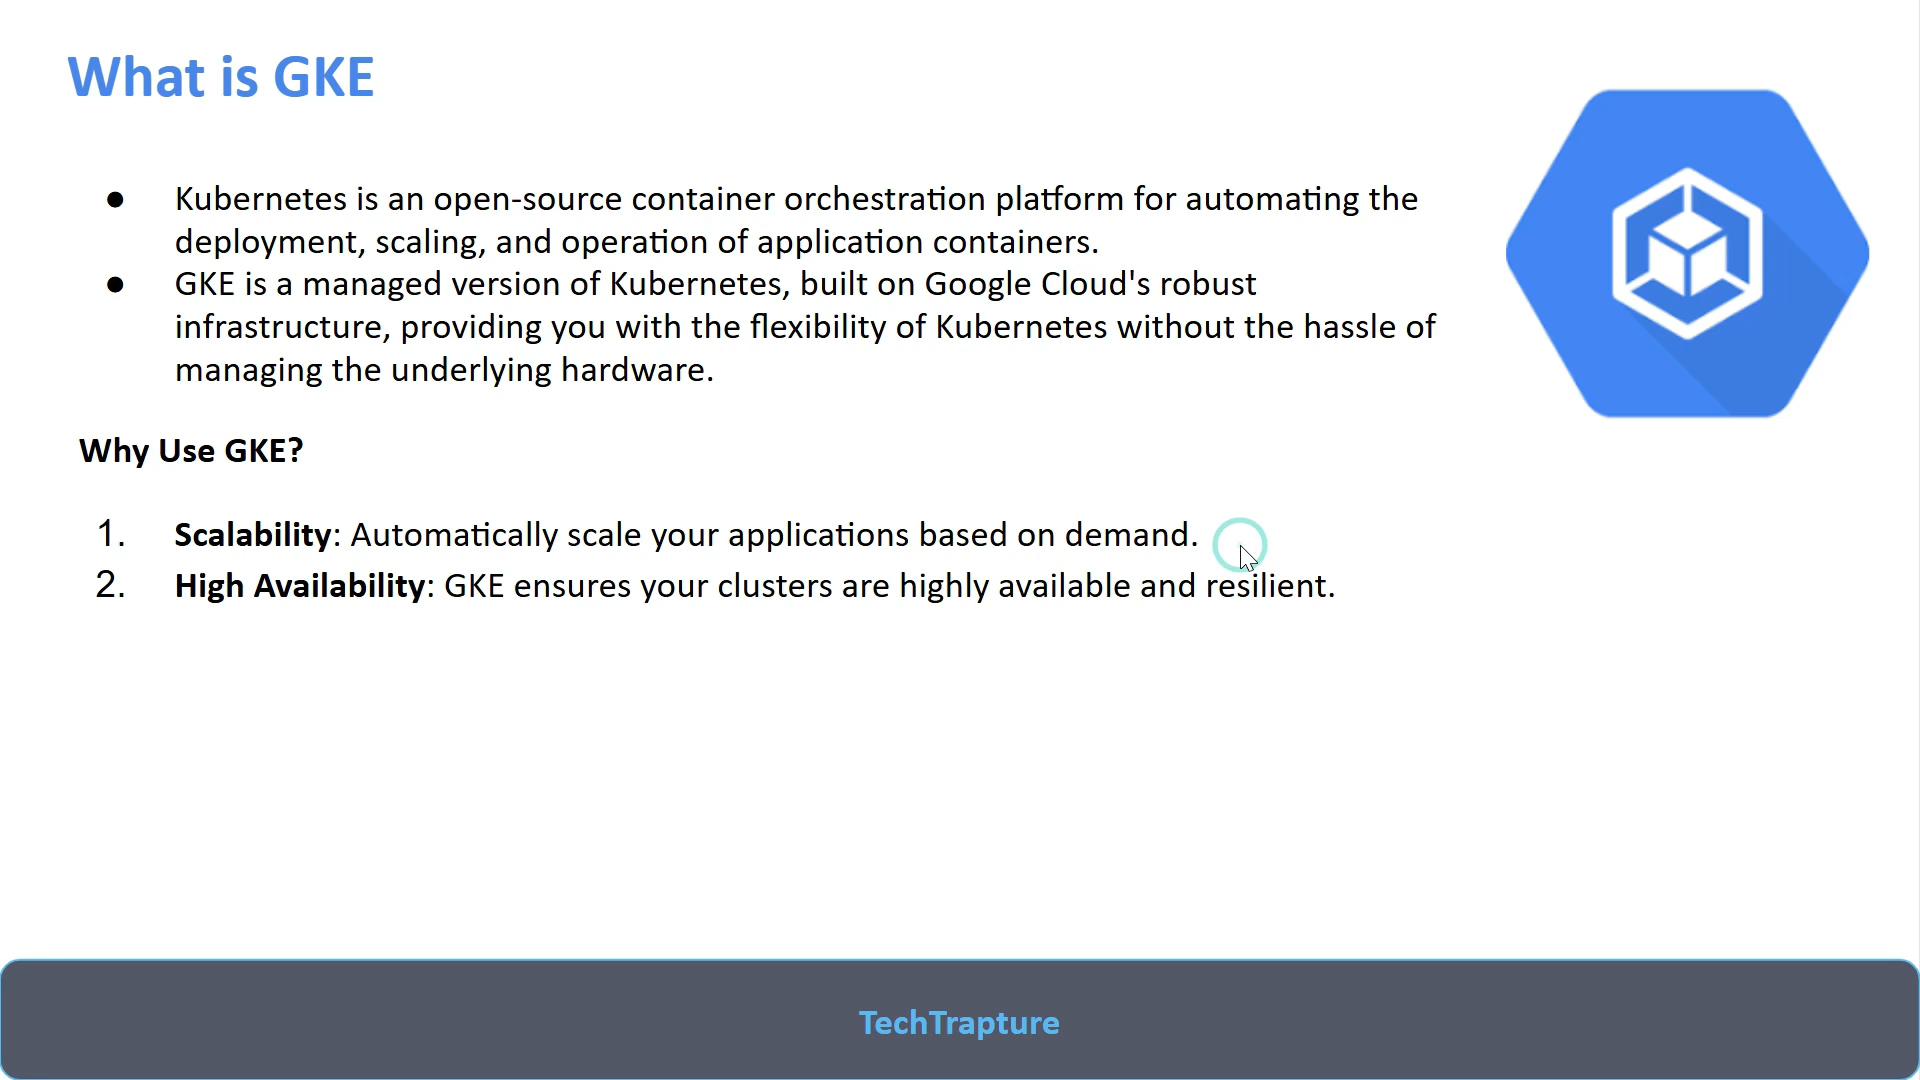 What is GKE
● Kubernetes is an open-source container orchestration platform for automating the
deployment, scaling, and operation of application containers.
● GKE is a managed version of Kubernetes, built on Google Cloud's robust
infrastructure, providing you with the flexibility of Kubernetes without the hassle of
managing the underlying hardware.
Why Use GKE?
1. Scalability: Automatically scale your applications based on demand.
2. High Availability: GKE ensures your clusters are highly available and resilient.
TechTrapture